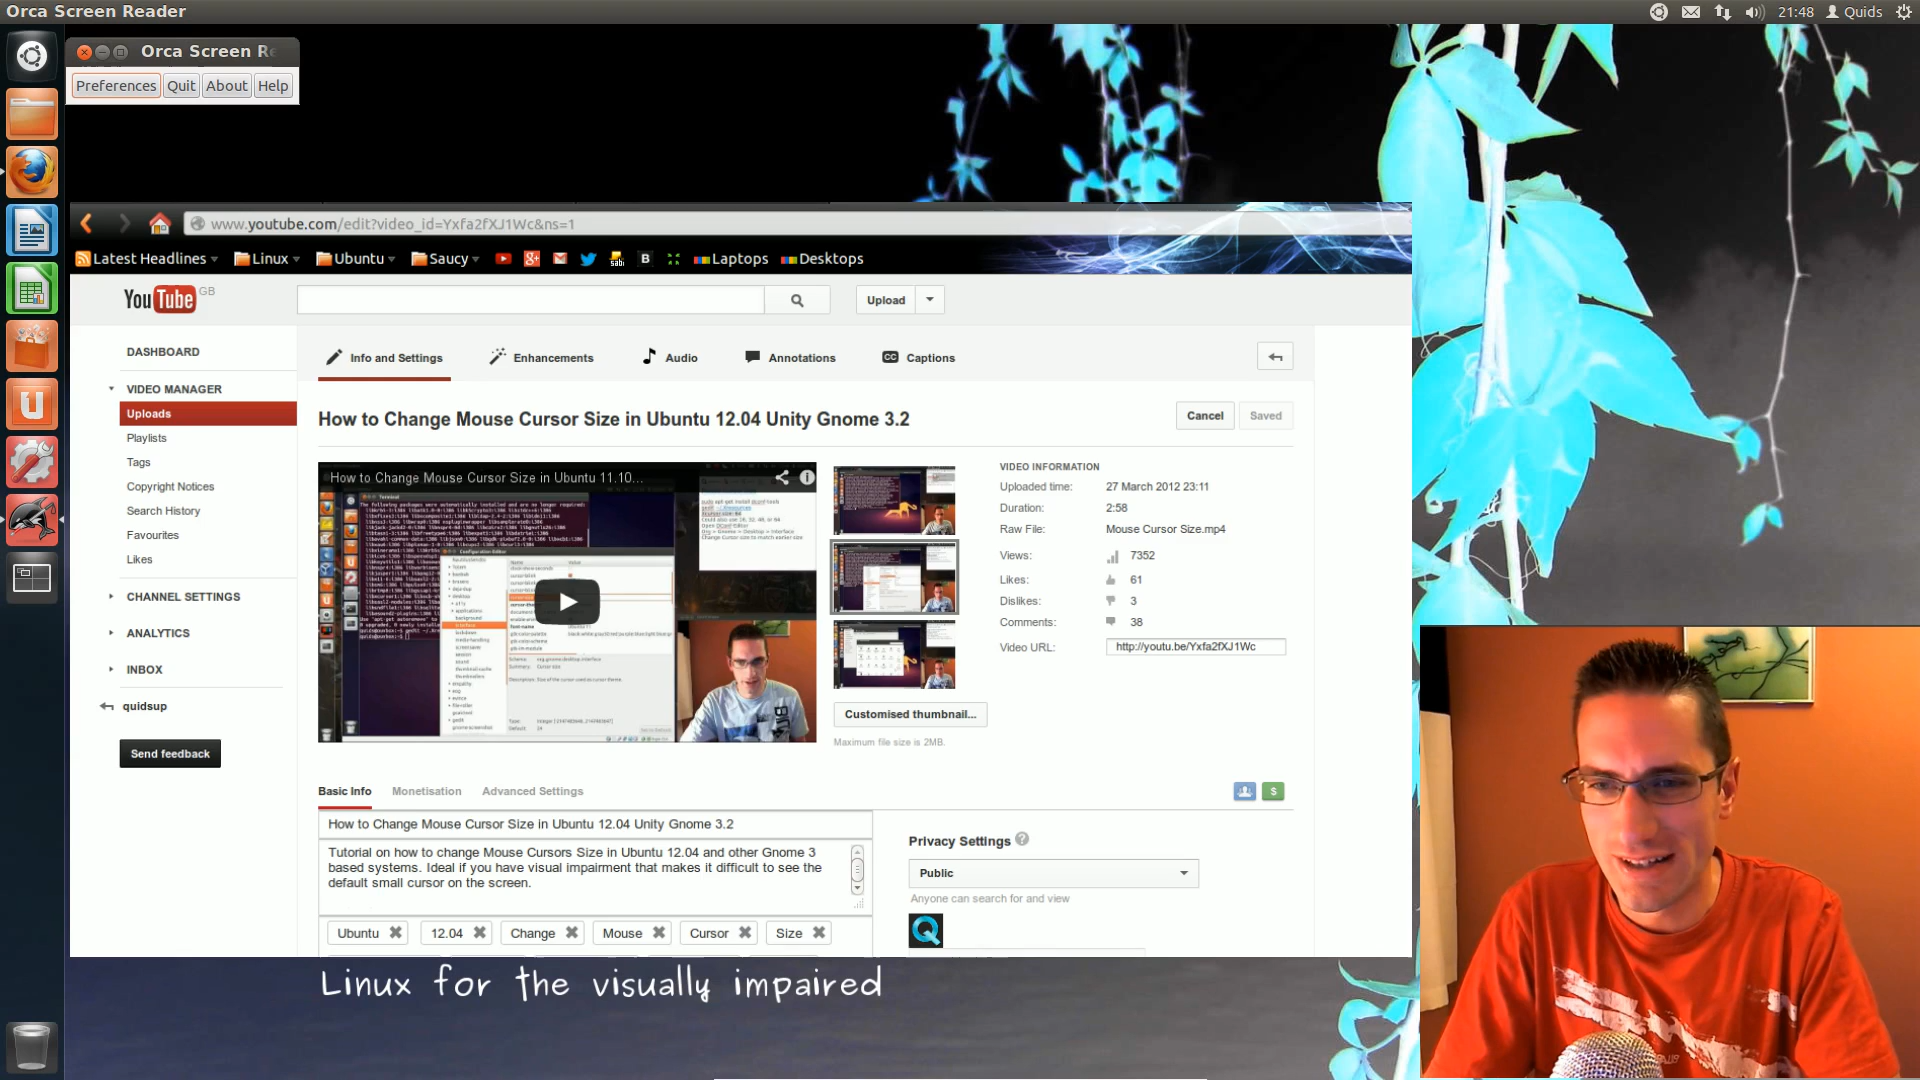 Orca Screen Reader
21:48 Quids
Orca Screen Re
Preferences Quit About Help
www.youtube.com/edit?video_id=Yxfa2fXJ1Wc&ns=1
Latest Headlines Linux Ubuntu Saucy B Laptops Desktops
YouTube GB
Upload
DASHBOARD
VIDEO MANAGER
Uploads
Playlists
Tags
Copyright Notices
Search History
Favourites
Likes
CHANNEL SETTINGS
ANALYTICS
INBOX
quidsup
Send feedback
Info and Settings Enhancements Audio Annotations CC Captions
How to Change Mouse Cursor Size in Ubuntu 12.04 Unity Gnome 3.2
Cancel Saved
How to Change Mouse Cursor Size in Ubuntu 11.10...
Customised thumbnail...
Maximum file size is 2MB.
VIDEO INFORMATION
Uploaded time: 27 March 2012 23:11
Duration: 2:58
Raw File: Mouse Cursor Size.mp4
Views: 7352
Likes: 61
Dislikes: 3
Comments: 38
Video URL: http://youtu.be/Yxfa2fXJ1Wc
Basic Info Monetisation Advanced Settings
$
How to Change Mouse Cursor Size in Ubuntu 12.04 Unity Gnome 3.2
Tutorial on how to change Mouse Cursors Size in Ubuntu 12.04 and other Gnome 3
based systems. Ideal if you have visual impairment that makes it difficult to see the
default small cursor on the screen.
Ubuntu 12.04 Change Mouse Cursor Size
Privacy Settings ?
Public
Anyone can search for and view
Linux for the visually impaired